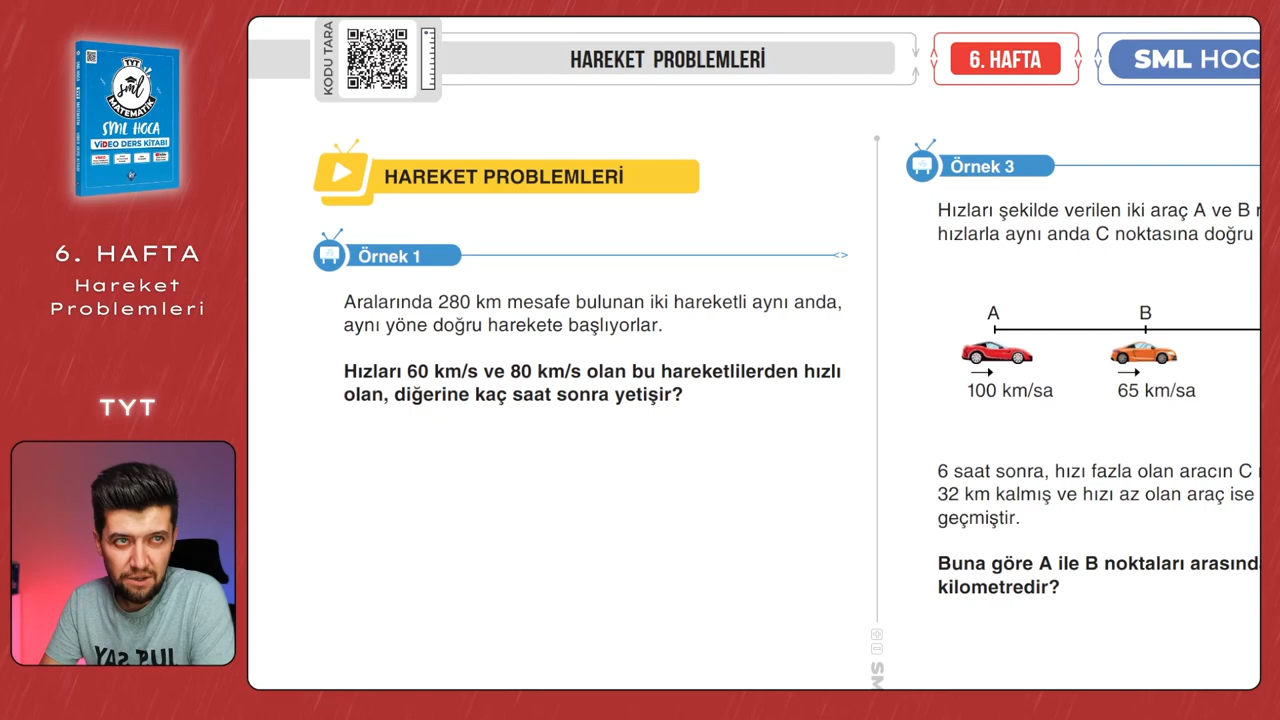 TYT
sml
MATEMATİK
SML HOCA
VİDEO DERS KİTABI
6. HAFTA
Hareket
Problemleri
TYT
KODU TARA
HAREKET PROBLEMLERİ
6. HAFTA
SML HOC
HAREKET PROBLEMLERİ
Örnek 1
Aralarında 280 km mesafe bulunan iki hareketli aynı anda,
aynı yöne doğru harekete başlıyorlar.
Hızları 60 km/s ve 80 km/s olan bu hareketlilerden hızlı
olan, diğerine kaç saat sonra yetişir?
Örnek 3
Hızları şekilde verilen iki araç A ve B
hızlarla aynı anda C noktasına doğru
A B
100 km/sa 65 km/sa
6 saat sonra, hızı fazla olan aracın C
32 km kalmış ve hızı az olan araç ise
geçmiştir.
Buna göre A ile B noktaları arasınd
kilometredir?
SM